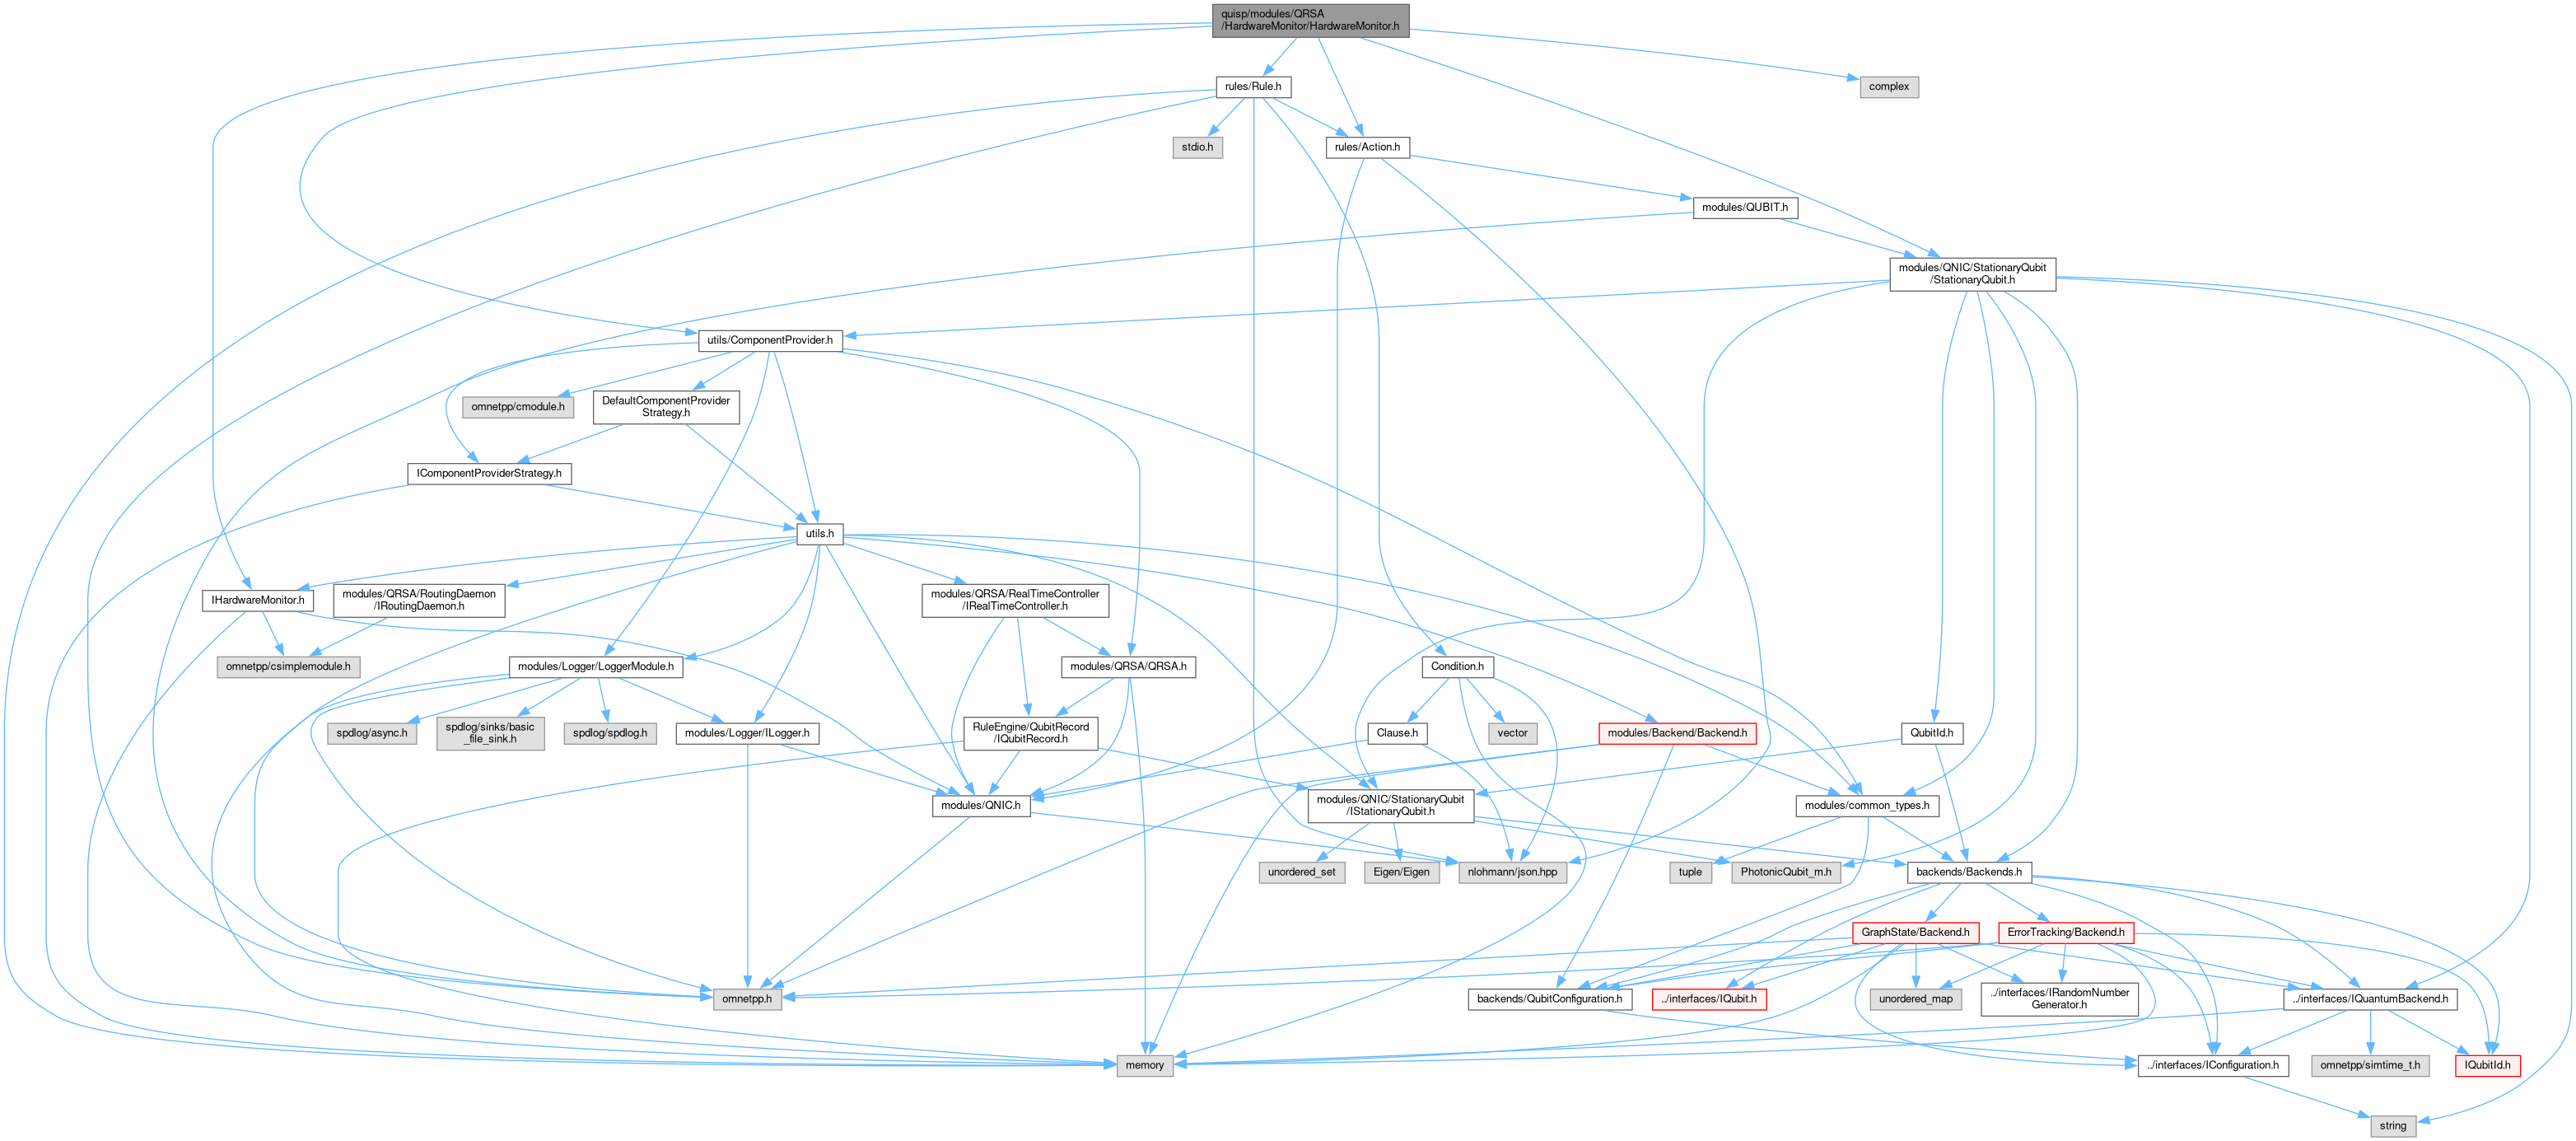 quisp/modules/QRSA
/HardwareMonitor/HardwareMonitor.h
rules/Rule.h
complex
stdio.h
rules/Action.h
modules/QUBIT.h
modules/QNIC/StationaryQubit
/StationaryQubit.h
utils/ComponentProvider.h
omnetpp/cmodule.h
DefaultComponentProvider
Strategy.h
IComponentProviderStrategy.h
utils.h
IHardwareMonitor.h
modules/QRSA/RoutingDaemon
/IRoutingDaemon.h
modules/QRSA/RealTimeController
/IRealTimeController.h
omnetpp/csimplemodule.h
modules/Logger/LoggerModule.h
modules/QRSA/QRSA.h
Condition.h
spdlog/async.h
spdlog/sinks/basic
_file_sink.h
spdlog/spdlog.h
modules/Logger/ILogger.h
RuleEngine/QubitRecord
/IQubitRecord.h
Clause.h
vector
modules/Backend/Backend.h
QubitId.h
modules/QNIC.h
modules/QNIC/StationaryQubit
/IStationaryQubit.h
modules/common_types.h
unordered_set
Eigen/Eigen
nlohmann/json.hpp
tuple
PhotonicQubit_m.h
backends/Backends.h
GraphState/Backend.h
ErrorTracking/Backend.h
omnetpp.h
backends/QubitConfiguration.h
../interfaces/IQubit.h
unordered_map
../interfaces/IRandomNumber
Generator.h
../interfaces/IQuantumBackend.h
memory
../interfaces/IConfiguration.h
omnetpp/simtime_t.h
IQubitId.h
string